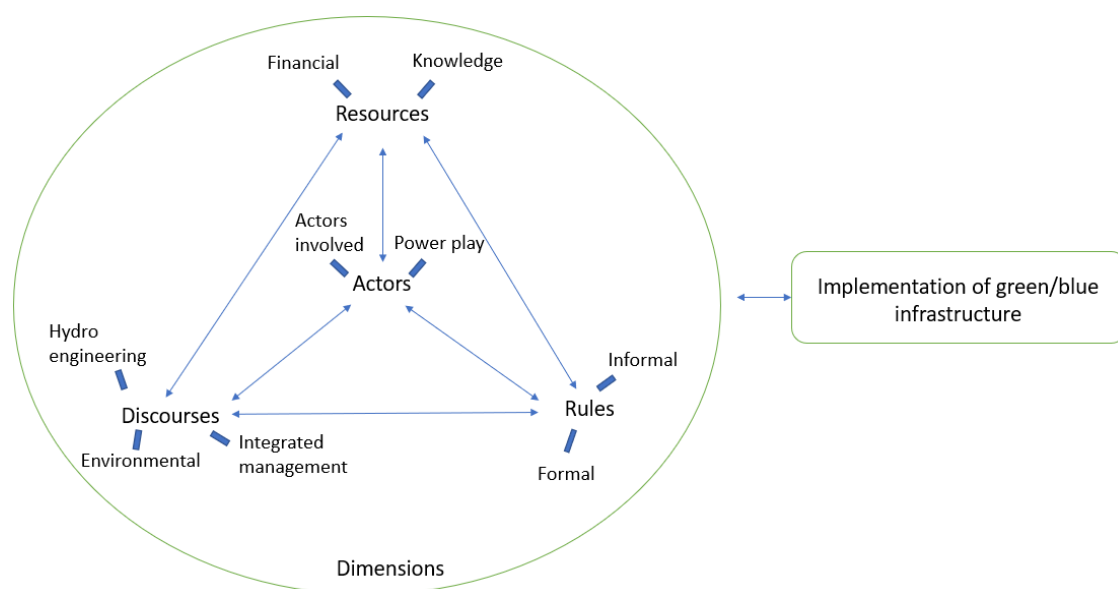 Financial
Knowledge
Resources
Actors
involved
Power play
Actors
Implementation of green/blue
infrastructure
Hydro
engineering
Informal
Discourses
Rules
Environmental
Integrated
management
Formal
Dimensions